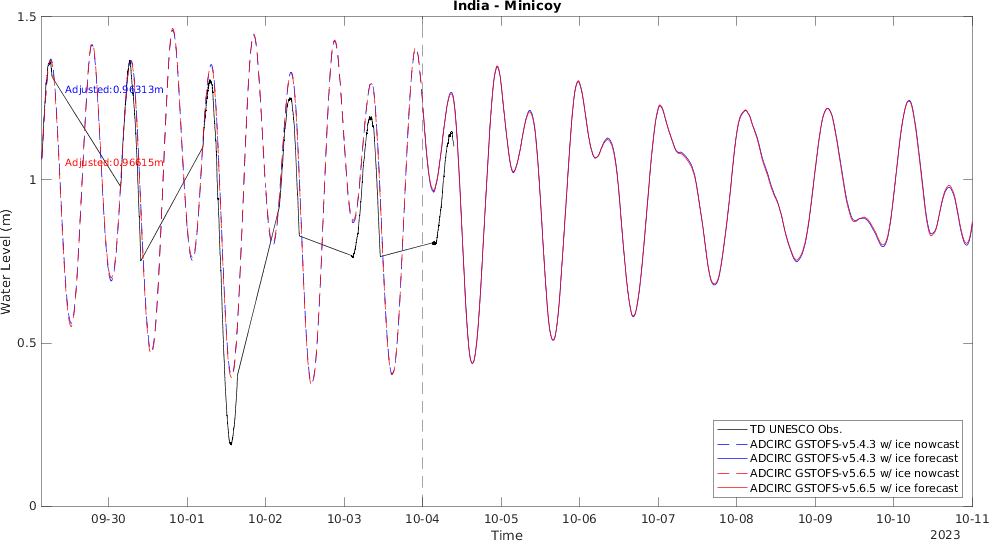 India - Minicoy
1.5
1
0.5
0
Water Level (m)
Adjusted:0.96313m
Adjusted:0.96615m
TD UNESCO Obs.
ADCIRC GSTOFS-v5.4.3 w/ ice nowcast
ADCIRC GSTOFS-v5.4.3 w/ ice forecast
ADCIRC GSTOFS-v5.6.5 w/ ice nowcast
ADCIRC GSTOFS-v5.6.5 w/ ice forecast
09-30 10-01 10-02 10-03 10-04 10-05 10-06 10-07 10-08 10-09 10-10 10-11
Time
2023